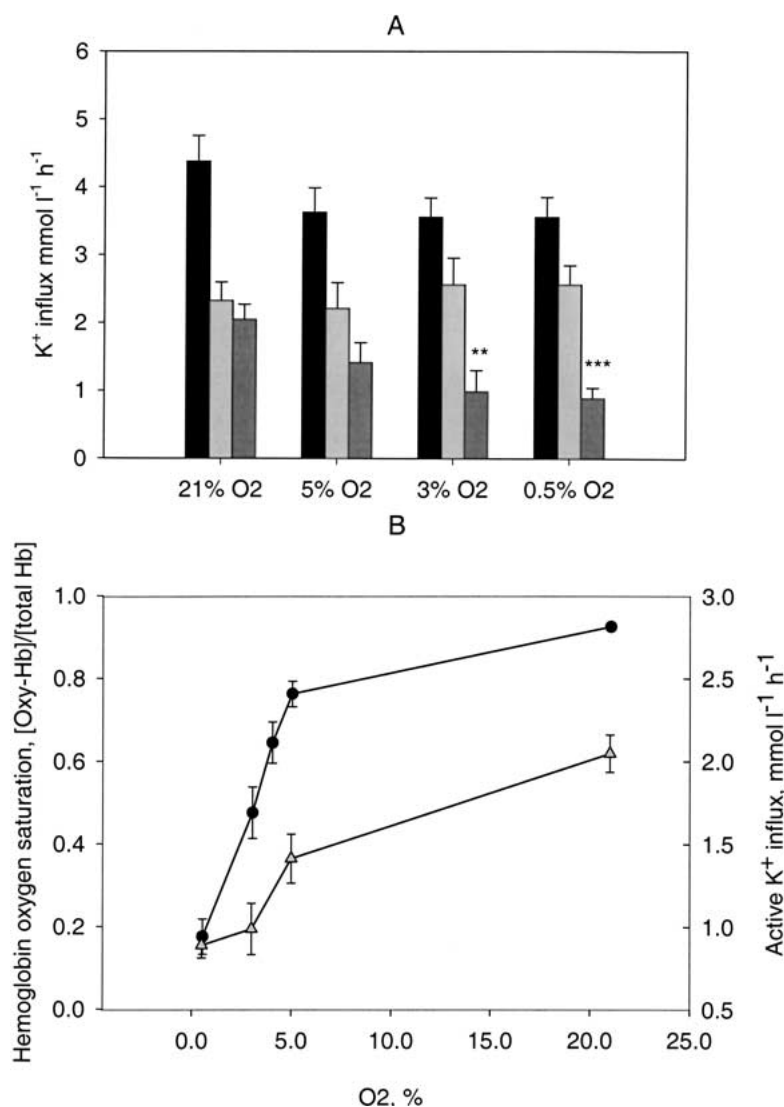 A
6
5
4
3
2
1
0
K+ influx mmol l-1 h-1
**
***
21% O2 5% O2 3% O2 0.5% O2
B
1.0
0.8
0.6
0.4
0.2
0.0
Hemoglobin oxygen saturation, [Oxy-Hb]/[total Hb]
3.0
2.5
2.0
1.5
1.0
0.5
Active K+ influx, mmol l-1 h-1
0.0 5.0 10.0 15.0 20.0 25.0
O2, %